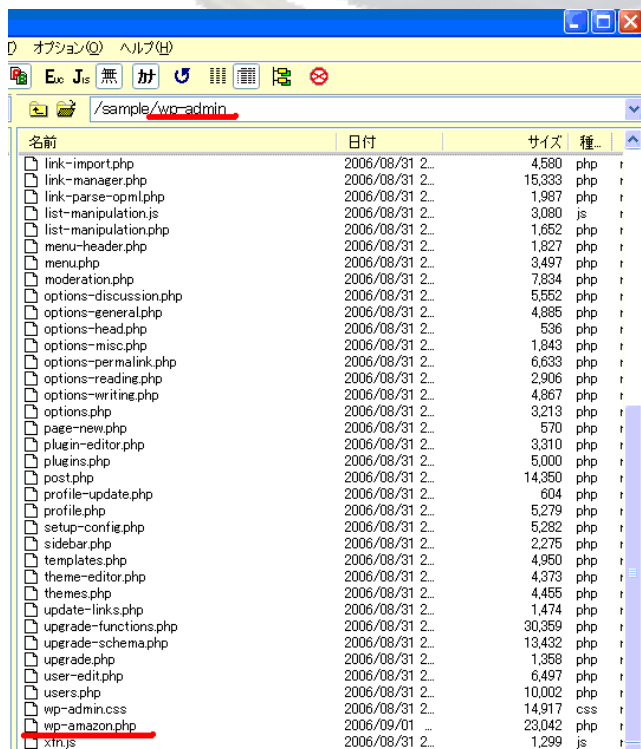 オプション(O) ヘルプ(H)
EUC JIS 無 カナ
/sample/wp-admin
名前 日付 サイズ 種...
link-import.php 2006/08/31 2... 4,580 php r
link-manager.php 2006/08/31 2... 15,333 php r
link-parse-opml.php 2006/08/31 2... 1,987 php r
list-manipulation.js 2006/08/31 2... 3,080 js r
list-manipulation.php 2006/08/31 2... 1,652 php r
menu-header.php 2006/08/31 2... 1,827 php r
menu.php 2006/08/31 2... 3,497 php r
moderation.php 2006/08/31 2... 7,834 php r
options-discussion.php 2006/08/31 2... 5,552 php r
options-general.php 2006/08/31 2... 4,885 php r
options-head.php 2006/08/31 2... 536 php r
options-misc.php 2006/08/31 2... 1,843 php r
options-permalink.php 2006/08/31 2... 6,633 php r
options-reading.php 2006/08/31 2... 2,906 php r
options-writing.php 2006/08/31 2... 4,867 php r
options.php 2006/08/31 2... 3,213 php r
page-new.php 2006/08/31 2... 570 php r
plugin-editor.php 2006/08/31 2... 3,310 php r
plugins.php 2006/08/31 2... 5,000 php r
post.php 2006/08/31 2... 14,350 php r
profile-update.php 2006/08/31 2... 604 php r
profile.php 2006/08/31 2... 5,279 php r
setup-config.php 2006/08/31 2... 5,282 php r
sidebar.php 2006/08/31 2... 2,275 php r
templates.php 2006/08/31 2... 4,950 php r
theme-editor.php 2006/08/31 2... 4,373 php r
themes.php 2006/08/31 2... 4,455 php r
update-links.php 2006/08/31 2... 1,474 php r
upgrade-functions.php 2006/08/31 2... 30,359 php r
upgrade-schema.php 2006/08/31 2... 13,432 php r
upgrade.php 2006/08/31 2... 1,358 php r
user-edit.php 2006/08/31 2... 6,497 php r
users.php 2006/08/31 2... 10,002 php r
wp-admin.css 2006/08/31 2... 14,917 css r
wp-amazon.php 2006/09/01 ... 23,042 php r
xfn.js 2006/08/31 2... 1,299 js r